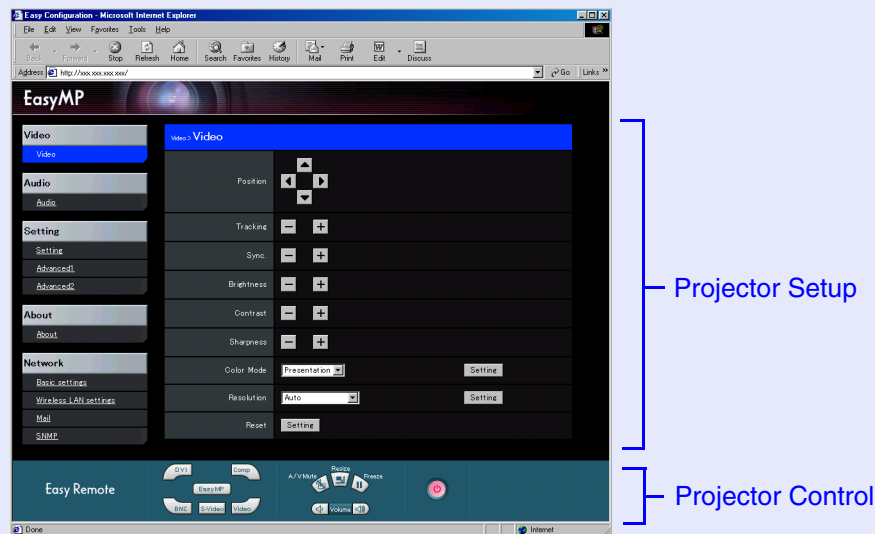 Easy Configuration - Microsoft Internet Explorer
File Edit View Favorites Tools Help
Back Forward Stop Refresh Home Search Favorites History Mail Print Edit Discuss
Address http://xxx.xxx.xxx.xxx/ Go Links »
EasyMP
Video
Video
Audio
Audio
Setting
Setting
Advanced1
Advanced2
About
About
Network
Basic settings
Wireless LAN settings
Mail
SNMP
Video > Video
Position
Tracking − +
Sync. − +
Brightness − +
Contrast − +
Sharpness − +
Color Mode Presentation Setting
Resolution Auto Setting
Reset Setting
Projector Setup
Easy Remote
DVI Comp
EasyMP
BNC S-Video Video
A/V Mute Resize Freeze
Volume
Projector Control
Done Internet